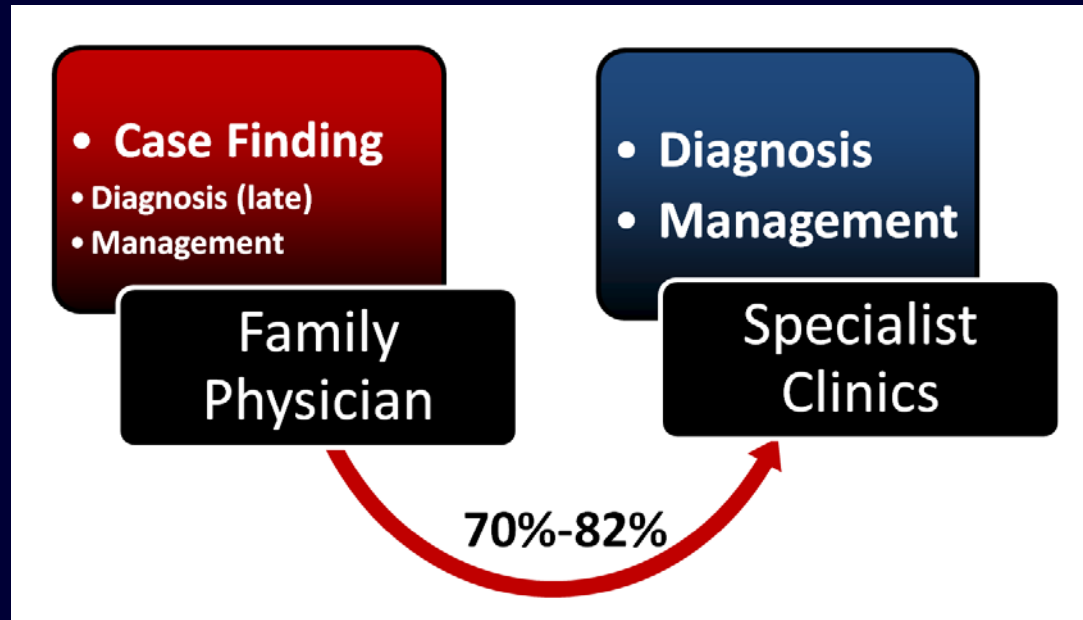 • Case Finding
• Diagnosis (late)
• Management
Family
Physician
• Diagnosis
• Management
Specialist
Clinics
70%-82%